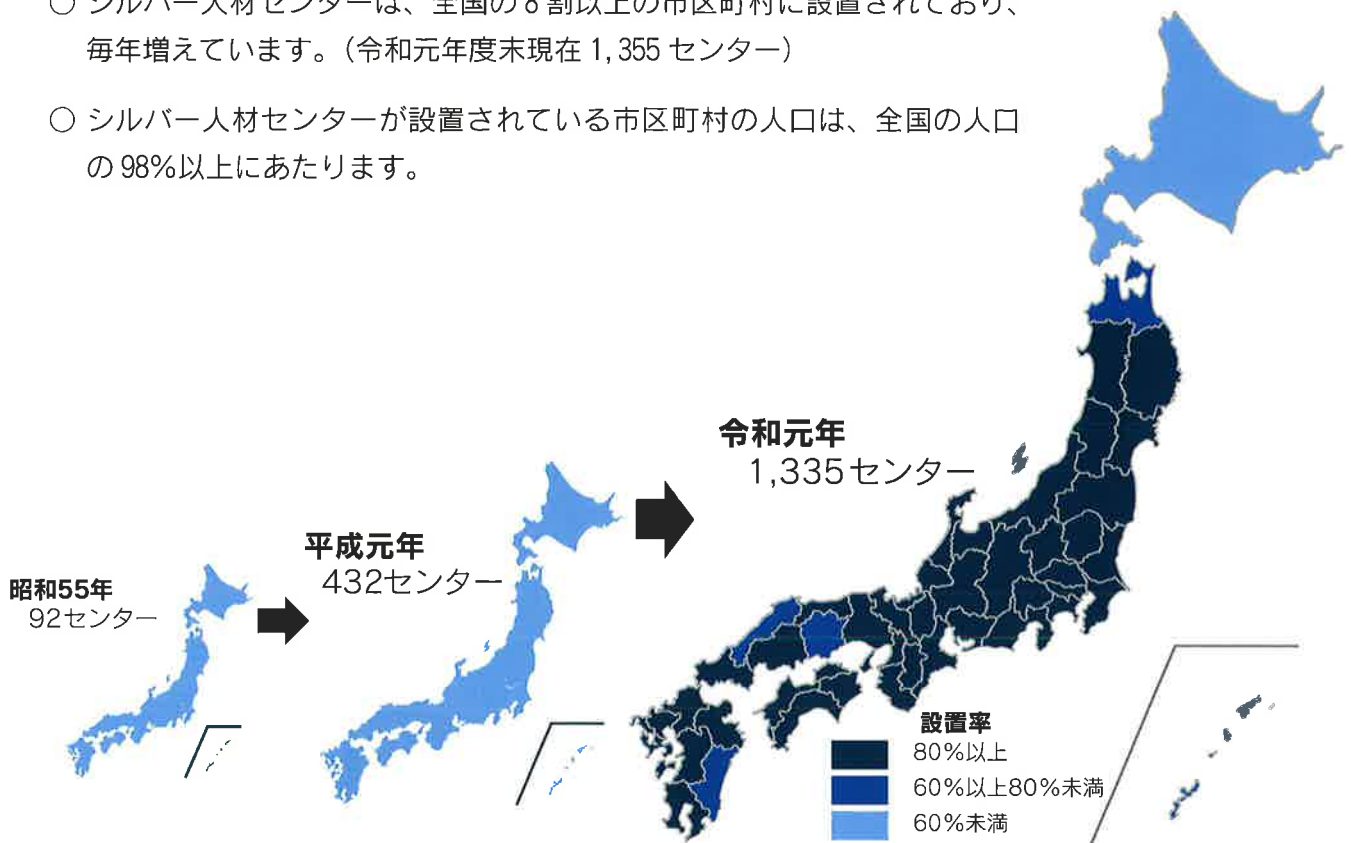 ○ シルバー人材センターは、全国の8割以上の市区町村に設置されており、
毎年増えています。（令和元年度末現在 1,355 センター）
○ シルバー人材センターが設置されている市区町村の人口は、全国の人口
の 98%以上にあたります。
令和元年
1,335センター
平成元年
432センター
昭和55年
92センター
設置率
80%以上
60%以上80%未満
60%未満